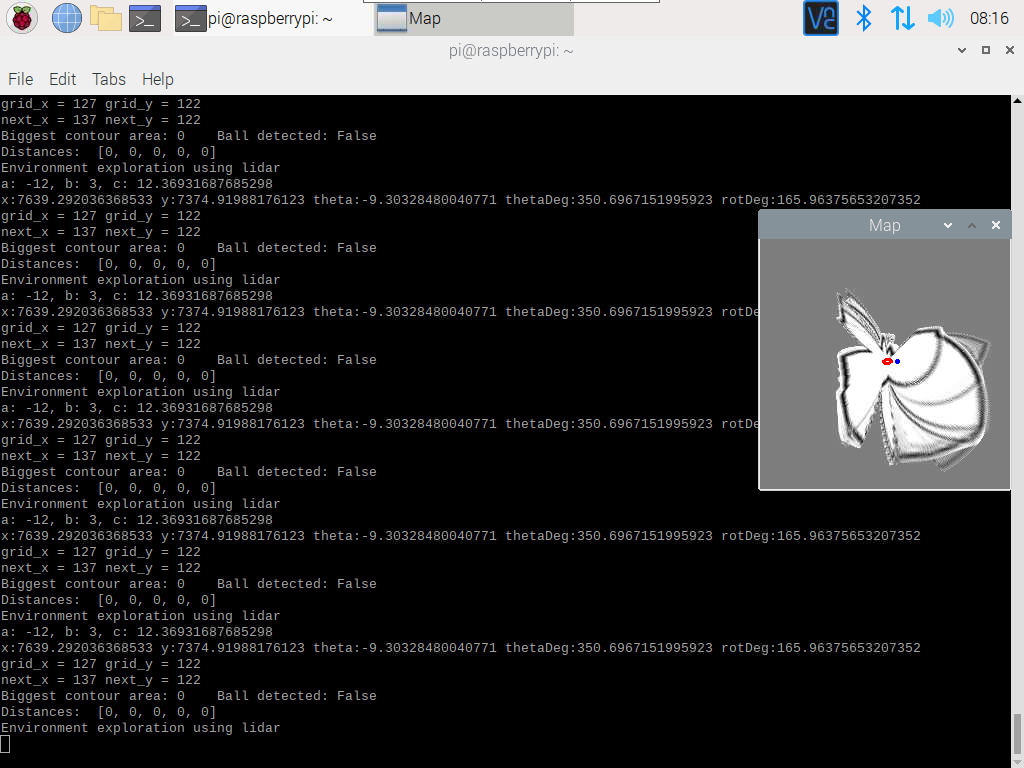 pi@raspberrypi: ~
Map
08:16
pi@raspberrypi: ~
File Edit Tabs Help
grid_x = 127 grid_y = 122
next_x = 137 next_y = 122
Biggest contour area: 0    Ball detected: False
Distances:  [0, 0, 0, 0, 0]
Environment exploration using lidar
a: -12, b: 3, c: 12.36931687685298
x:7639.292036368533 y:7374.91988176123 theta:-9.30328480040771 thetaDeg:350.6967151995923 rotDeg:165.96375653207352
grid_x = 127 grid_y = 122
next_x = 137 next_y = 122
Biggest contour area: 0    Ball detected: False
Distances:  [0, 0, 0, 0, 0]
Environment exploration using lidar
a: -12, b: 3, c: 12.36931687685298
x:7639.292036368533 y:7374.91988176123 theta:-9.30328480040771 thetaDeg:350.6967151995923 rotDe
grid_x = 127 grid_y = 122
next_x = 137 next_y = 122
Biggest contour area: 0    Ball detected: False
Distances:  [0, 0, 0, 0, 0]
Environment exploration using lidar
a: -12, b: 3, c: 12.36931687685298
x:7639.292036368533 y:7374.91988176123 theta:-9.30328480040771 thetaDeg:350.6967151995923 rotDe
grid_x = 127 grid_y = 122
next_x = 137 next_y = 122
Biggest contour area: 0    Ball detected: False
Distances:  [0, 0, 0, 0, 0]
Environment exploration using lidar
a: -12, b: 3, c: 12.36931687685298
x:7639.292036368533 y:7374.91988176123 theta:-9.30328480040771 thetaDeg:350.6967151995923 rotDeg:165.96375653207352
grid_x = 127 grid_y = 122
next_x = 137 next_y = 122
Biggest contour area: 0    Ball detected: False
Distances:  [0, 0, 0, 0, 0]
Environment exploration using lidar
a: -12, b: 3, c: 12.36931687685298
x:7639.292036368533 y:7374.91988176123 theta:-9.30328480040771 thetaDeg:350.6967151995923 rotDeg:165.96375653207352
grid_x = 127 grid_y = 122
next_x = 137 next_y = 122
Biggest contour area: 0    Ball detected: False
Distances:  [0, 0, 0, 0, 0]
Environment exploration using lidar
Map